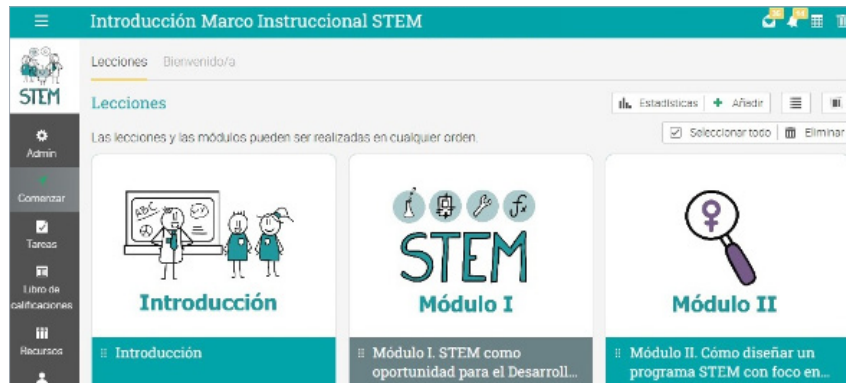 Introducción Marco Instruccional STEM
STEM
Lecciones Bienvenido/a
Lecciones
Estadísticas Añadir
Las lecciones y las módulos pueden ser realizadas en cualquier orden.
Seleccionar todo Eliminar
Admin
Comenzar
Tareas
Libro de
calificaciones
Recursos
ABC
Introducción
Introducción
STEM
Módulo I
Módulo I. STEM como
oportunidad para el Desarroll...
Módulo II
Módulo II. Cómo diseñar un
programa STEM con foco en...